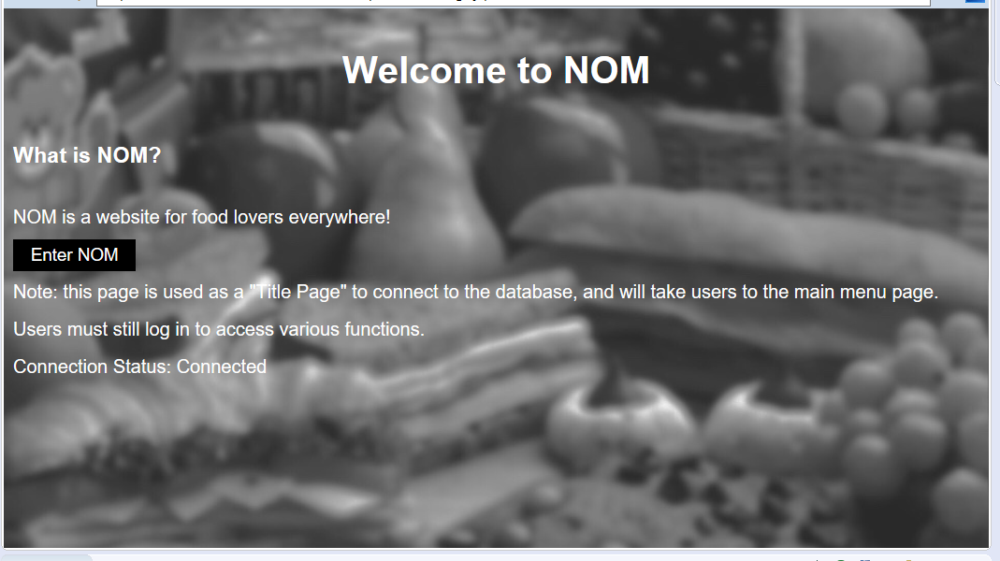 Welcome to NOM
What is NOM?
NOM is a website for food lovers everywhere!
Enter NOM
Note: this page is used as a "Title Page" to connect to the database, and will take users to the main menu page.
Users must still log in to access various functions.
Connection Status: Connected